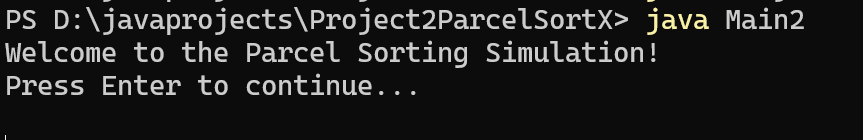 PS D:\javaprojects\Project2ParcelSortX> java Main2
Welcome to the Parcel Sorting Simulation!
Press Enter to continue...